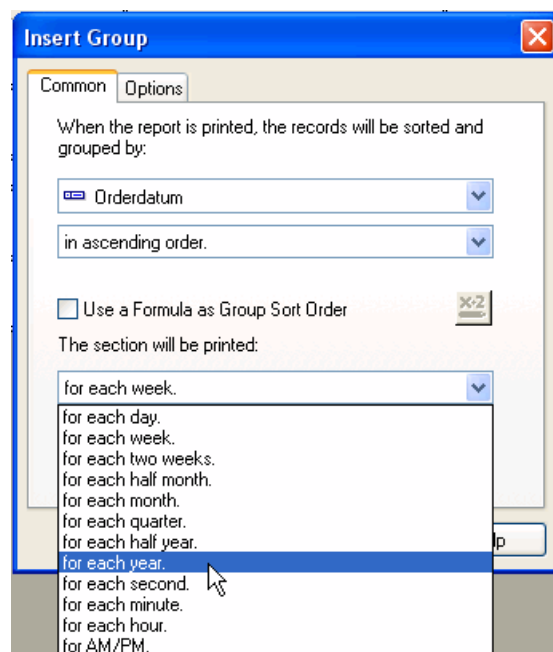 Insert Group
Common Options
When the report is printed, the records will be sorted and
grouped by:
Orderdatum
in ascending order.
Use a Formula as Group Sort Order
X+2
The section will be printed:
for each week.
for each day.
for each week.
for each two weeks.
for each half month.
for each month.
for each quarter.
for each half year.
lp
for each year.
for each second.
for each minute.
for each hour.
for AM/PM.